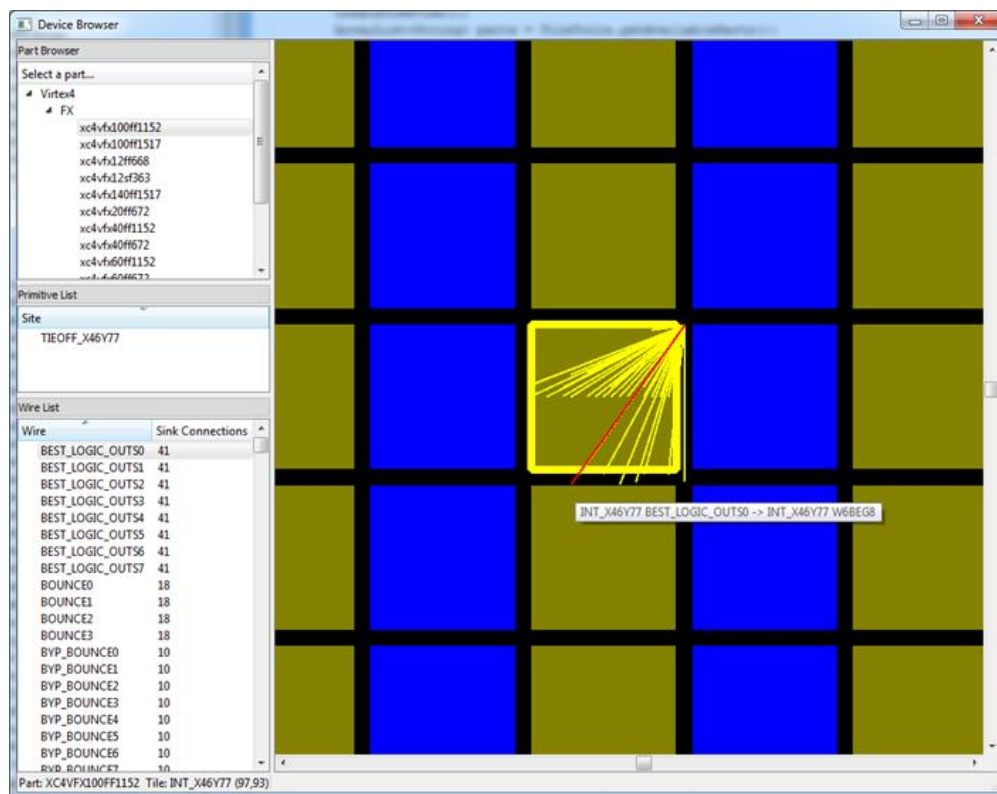 Device Browser
Part Browser
Select a part...
Virtex4
FX
xc4vfx100ff1152
xc4vfx100ff1517
xc4vfx12ff668
xc4vfx12sf363
xc4vfx140ff1517
xc4vfx20ff672
xc4vfx40ff1152
xc4vfx40ff672
xc4vfx60ff1152
xc4vfx60ff672
Primitive List
Site
TIEOFF_X46Y77
Wire List
Wire Sink Connections
BEST_LOGIC_OUTS0 41
BEST_LOGIC_OUTS1 41
BEST_LOGIC_OUTS2 41
BEST_LOGIC_OUTS3 41
BEST_LOGIC_OUTS4 41
BEST_LOGIC_OUTS5 41
BEST_LOGIC_OUTS6 41
BEST_LOGIC_OUTS7 41
BOUNCE0 18
BOUNCE1 18
BOUNCE2 18
BOUNCE3 18
BYP_BOUNCE0 10
BYP_BOUNCE1 10
BYP_BOUNCE2 10
BYP_BOUNCE3 10
BYP_BOUNCE4 10
BYP_BOUNCE5 10
BYP_BOUNCE6 10
BYP_BOUNCE7 10
INT_X46Y77 BEST_LOGIC_OUTS0 -> INT_X46Y77 W6BEG8
Part: XC4VFX100FF1152 Tile: INT_X46Y77 (97,93)